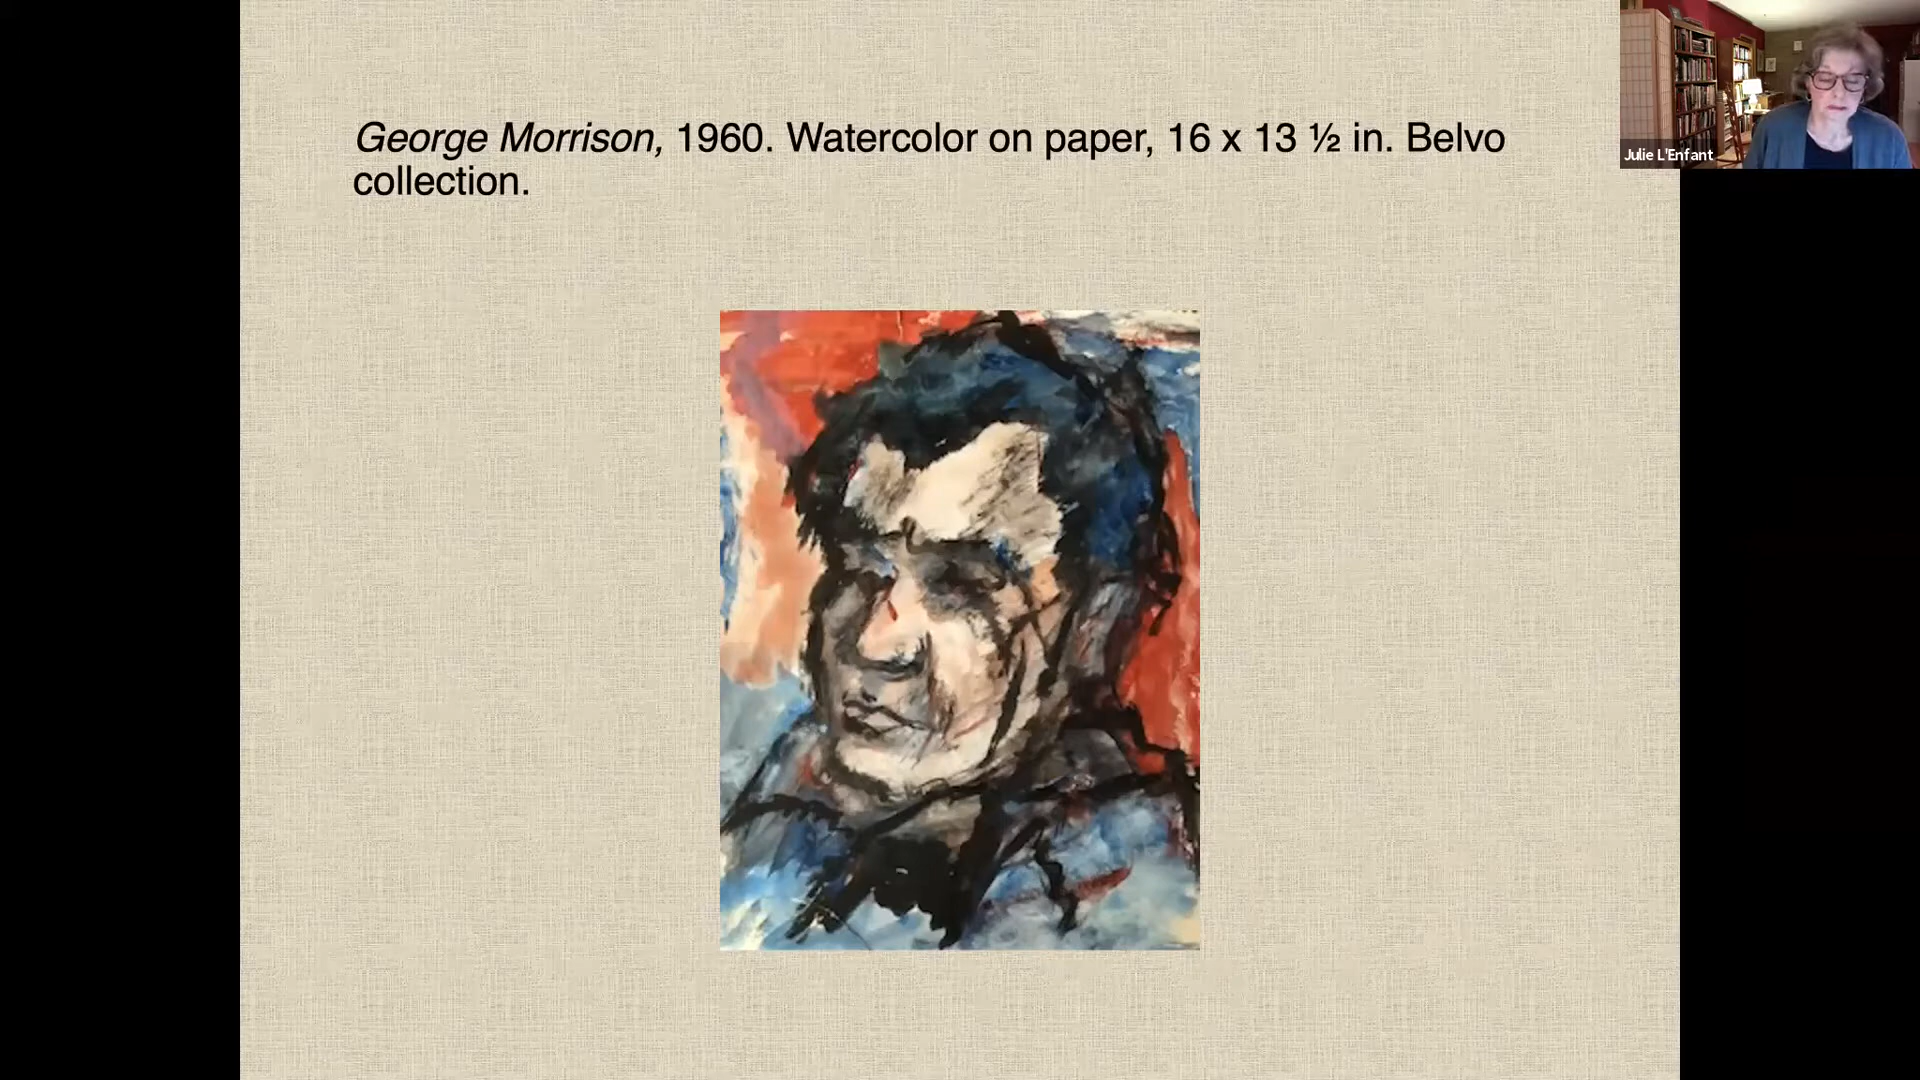 George Morrison, 1960. Watercolor on paper, 16 x 13 ½ in. Belvo
collection.
Julie L'Enfant